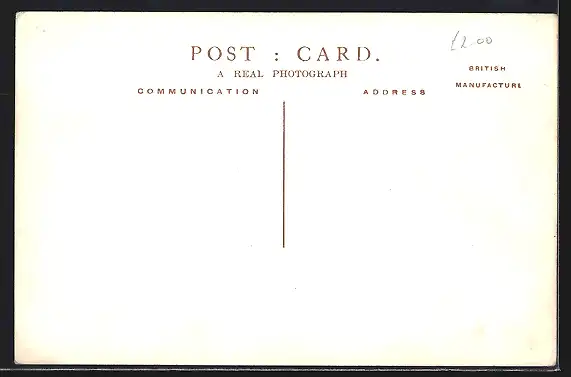 £2.00
POST : CARD.
A REAL PHOTOGRAPH
BRITISH
MANUFACTURE
COMMUNICATION
ADDRESS